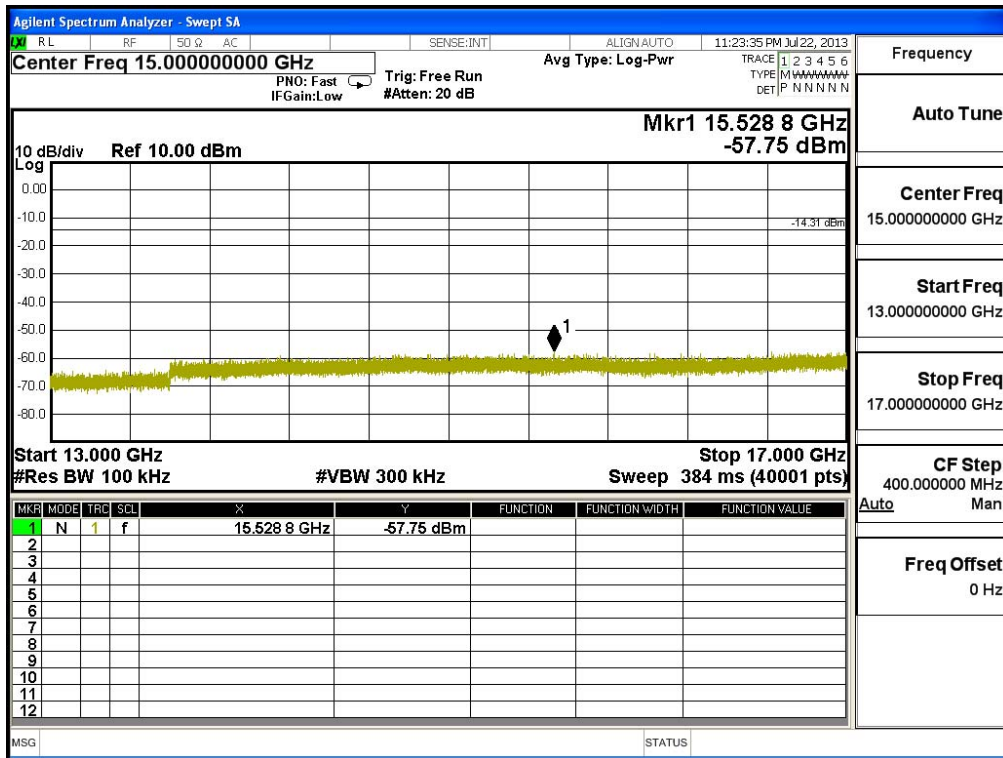 Agilent Spectrum Analyzer - Swept SA
LXI RL RF 50 Ω AC SENSE:INT ALIGNAUTO 11:23:35 PM Jul 22, 2013
Center Freq 15.000000000 GHz
PNO: Fast
IFGain:Low
Trig: Free Run
#Atten: 20 dB
Avg Type: Log-Pwr
TRACE 1 2 3 4 5 6
TYPE M
DET P N N N N N
Mkr1 15.528 8 GHz
-57.75 dBm
10 dB/div Ref 10.00 dBm
Log
0.00
-10.0
-14.31 dBm
-20.0
-30.0
-40.0
-50.0
1
-60.0
-70.0
-80.0
Start 13.000 GHz Stop 17.000 GHz
#Res BW 100 kHz #VBW 300 kHz Sweep 384 ms (40001 pts)
MKR MODE TRC SCL X Y FUNCTION FUNCTION WIDTH FUNCTION VALUE
1 N 1 f 15.528 8 GHz -57.75 dBm
2
3
4
5
6
7
8
9
10
11
12
MSG STATUS
Frequency
Auto Tune
Center Freq
15.000000000 GHz
Start Freq
13.000000000 GHz
Stop Freq
17.000000000 GHz
CF Step
400.000000 MHz
Auto Man
Freq Offset
0 Hz